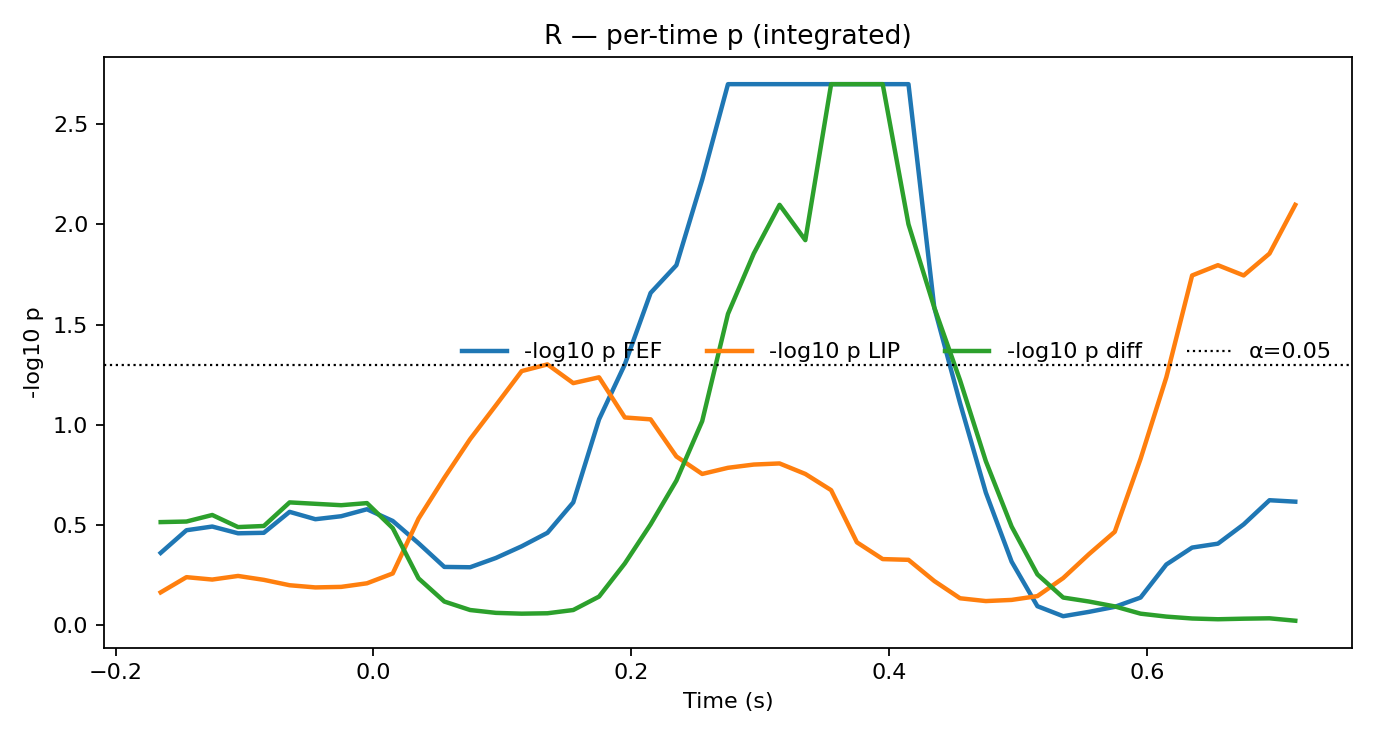 R — per-time p (integrated)
-log10 p
2.5
2.0
1.5
1.0
0.5
0.0
-log10 p FEF -log10 p LIP -log10 p diff α=0.05
−0.2 0.0 0.2 0.4 0.6
Time (s)